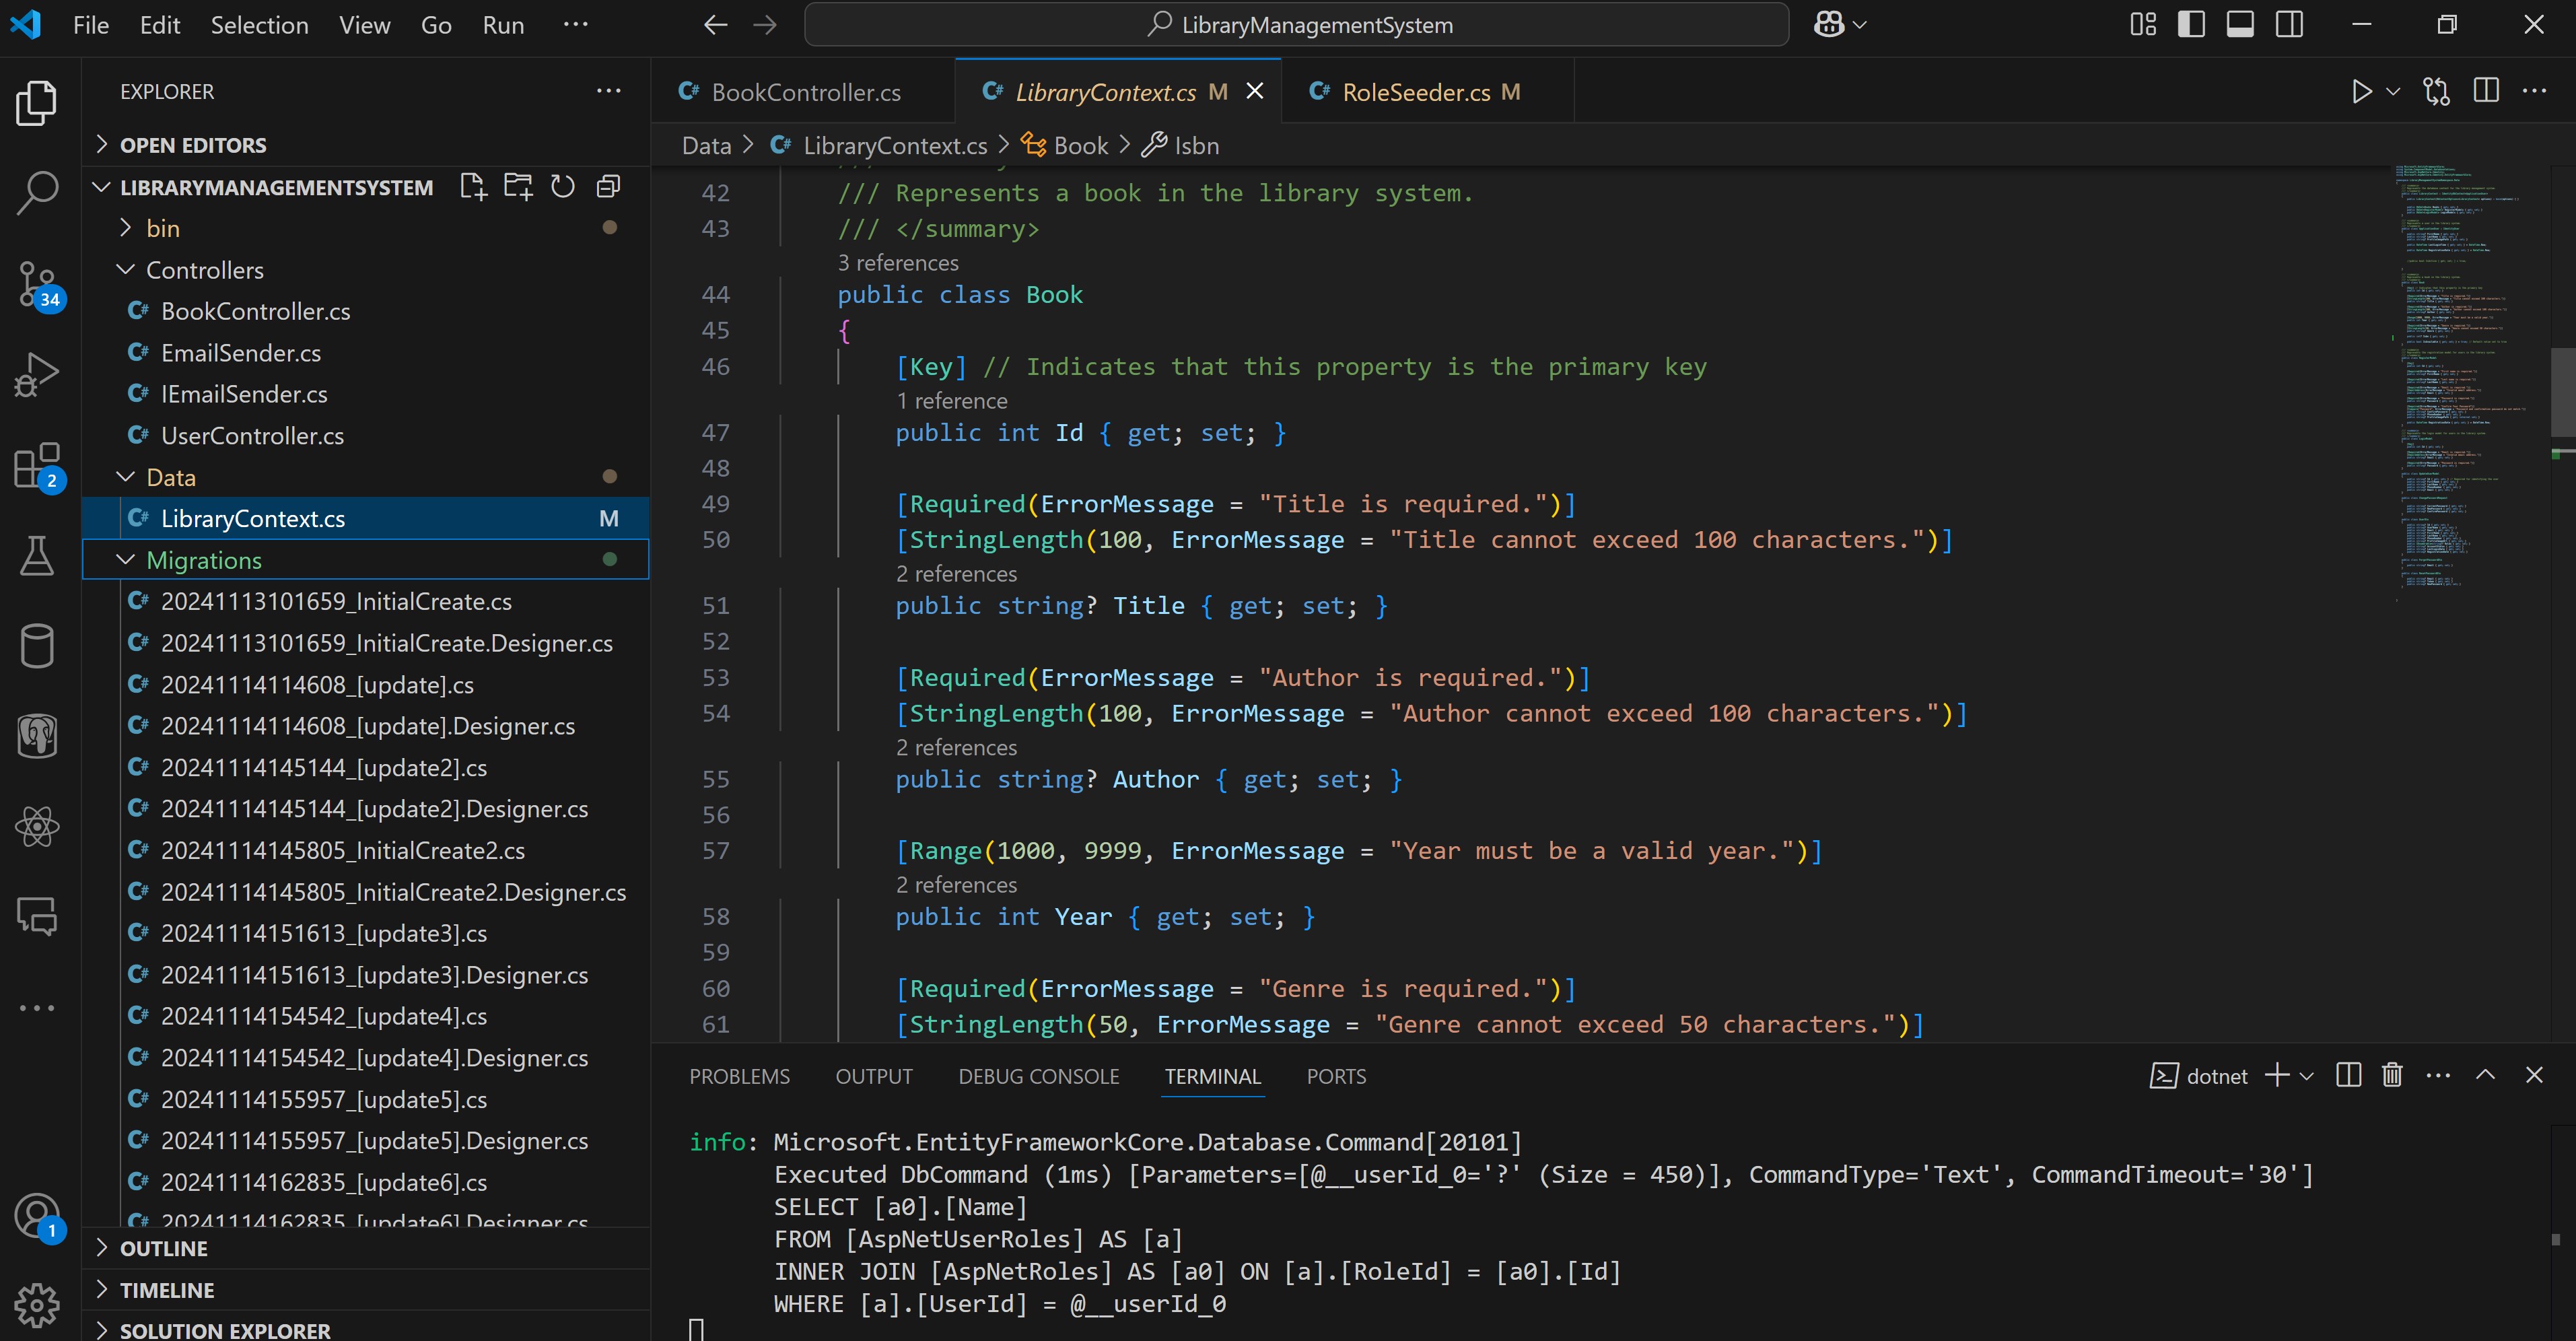 File Edit Selection View Go Run ···
LibraryManagementSystem
EXPLORER
OPEN EDITORS
LIBRARYMANAGEMENTSYSTEM
bin
Controllers
C# BookController.cs
C# EmailSender.cs
C# IEmailSender.cs
C# UserController.cs
Data
C# LibraryContext.cs M
Migrations
C# 20241113101659_InitialCreate.cs
C# 20241113101659_InitialCreate.Designer.cs
C# 20241114114608_[update].cs
C# 20241114114608_[update].Designer.cs
C# 20241114145144_[update2].cs
C# 20241114145144_[update2].Designer.cs
C# 20241114145805_InitialCreate2.cs
C# 20241114145805_InitialCreate2.Designer.cs
C# 20241114151613_[update3].cs
C# 20241114151613_[update3].Designer.cs
C# 20241114154542_[update4].cs
C# 20241114154542_[update4].Designer.cs
C# 20241114155957_[update5].cs
C# 20241114155957_[update5].Designer.cs
C# 20241114162835_[update6].cs
C# 20241114162835_[update6].Designer.cs
OUTLINE
TIMELINE
SOLUTION EXPLORER
34
2
1
C# BookController.cs
C# LibraryContext.cs M
C# RoleSeeder.cs M
Data > C# LibraryContext.cs > Book > Isbn
42 /// Represents a book in the library system.
43 /// </summary>
3 references
44 public class Book
45 {
46 [Key] // Indicates that this property is the primary key
1 reference
47 public int Id { get; set; }
48
49 [Required(ErrorMessage = "Title is required.")]
50 [StringLength(100, ErrorMessage = "Title cannot exceed 100 characters.")]
2 references
51 public string? Title { get; set; }
52
53 [Required(ErrorMessage = "Author is required.")]
54 [StringLength(100, ErrorMessage = "Author cannot exceed 100 characters.")]
2 references
55 public string? Author { get; set; }
56
57 [Range(1000, 9999, ErrorMessage = "Year must be a valid year.")]
2 references
58 public int Year { get; set; }
59
60 [Required(ErrorMessage = "Genre is required.")]
61 [StringLength(50, ErrorMessage = "Genre cannot exceed 50 characters.")]
PROBLEMS OUTPUT DEBUG CONSOLE TERMINAL PORTS
dotnet
info: Microsoft.EntityFrameworkCore.Database.Command[20101]
Executed DbCommand (1ms) [Parameters=[@__userId_0='?' (Size = 450)], CommandType='Text', CommandTimeout='30']
SELECT [a0].[Name]
FROM [AspNetUserRoles] AS [a]
INNER JOIN [AspNetRoles] AS [a0] ON [a].[RoleId] = [a0].[Id]
WHERE [a].[UserId] = @__userId_0